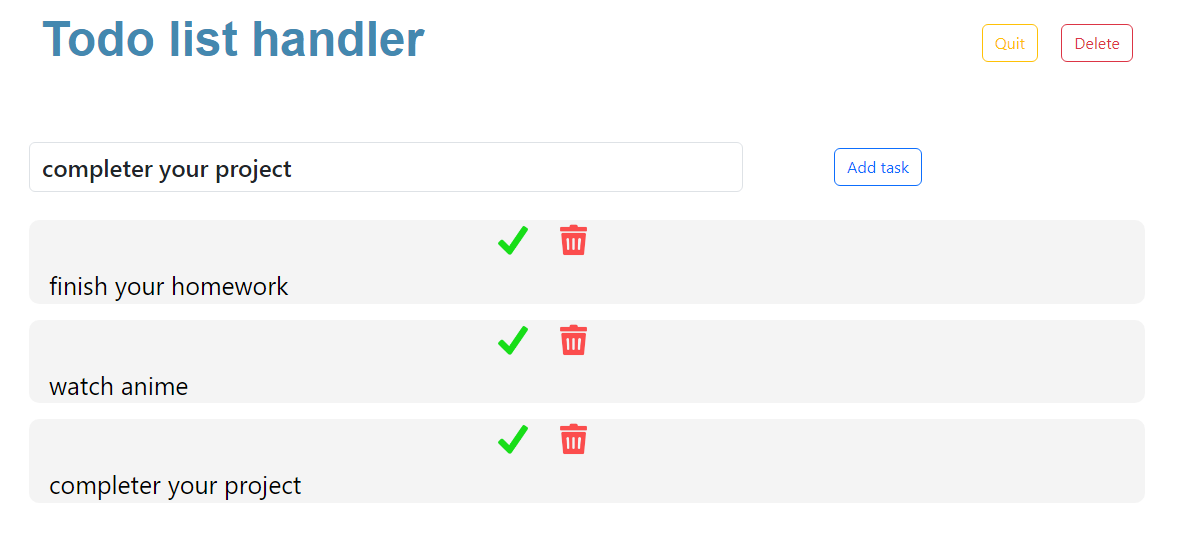 Todo list handler
Quit
Delete
completer your project
Add task
finish your homework
watch anime
completer your project